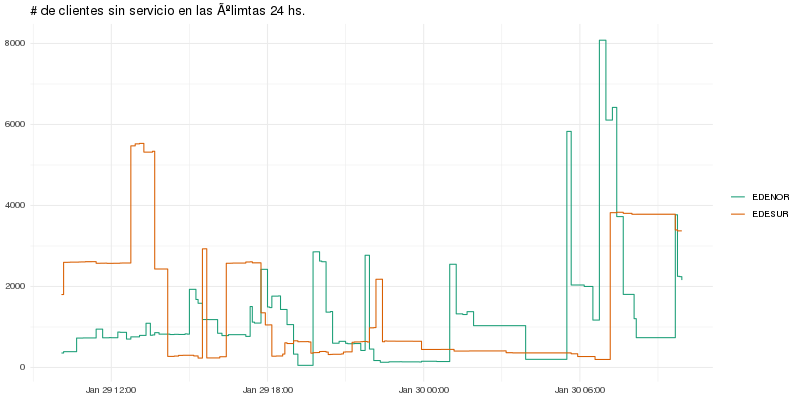 # de clientes sin servicio en las Ãºlimtas 24 hs.
8000
6000
4000
2000
0
Jan 29 12:00
Jan 29 18:00
Jan 30 00:00
Jan 30 06:00
EDENOR
EDESUR